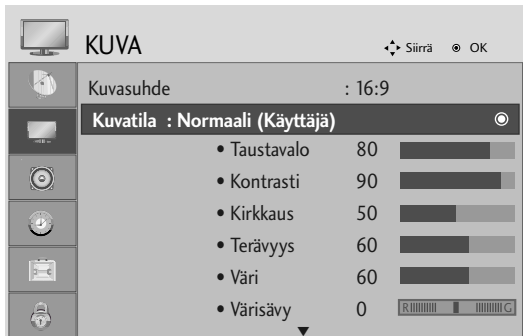 KUVA Siirrä OK
Kuvasuhde : 16:9
Kuvatila : Normaali (Käyttäjä)
• Taustavalo 80
• Kontrasti 90
• Kirkkaus 50
• Terävyys 60
• Väri 60
• Värisävy 0 R G